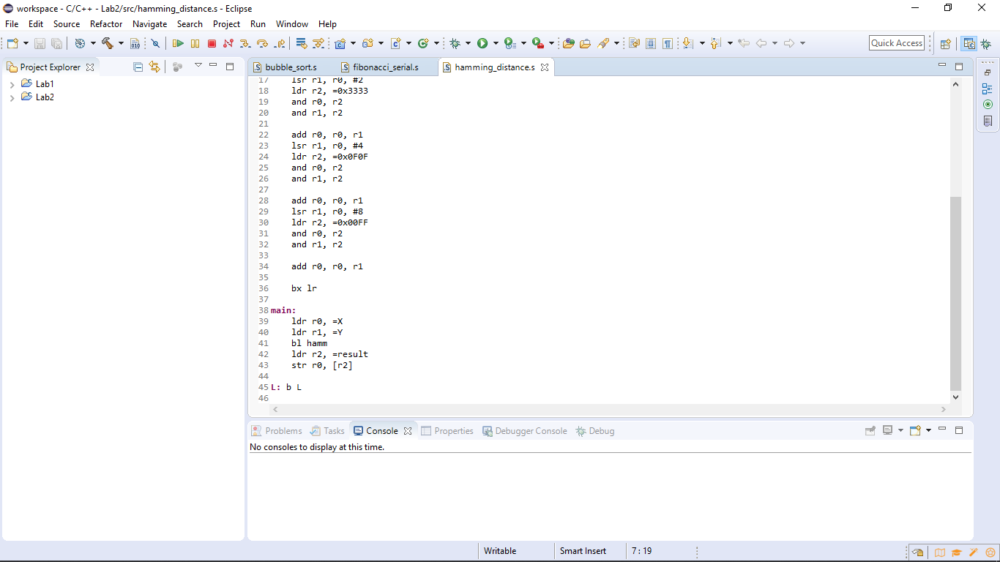 workspace - C/C++ - Lab2/src/hamming_distance.s - Eclipse
File Edit Source Refactor Navigate Search Project Run Window Help
Quick Access
Project Explorer
Lab1
Lab2
bubble_sort.s fibonacci_serial.s hamming_distance.s
17 lsr r1, r0, #2
18 ldr r2, =0x3333
19 and r0, r2
20 and r1, r2
21
22 add r0, r0, r1
23 lsr r1, r0, #4
24 ldr r2, =0x0F0F
25 and r0, r2
26 and r1, r2
27
28 add r0, r0, r1
29 lsr r1, r0, #8
30 ldr r2, =0x00FF
31 and r0, r2
32 and r1, r2
33
34 add r0, r0, r1
35
36 bx lr
37
38 main:
39 ldr r0, =X
40 ldr r1, =Y
41 bl hamm
42 ldr r2, =result
43 str r0, [r2]
44
45 L: b L
46
Problems Tasks Console Properties Debugger Console Debug
No consoles to display at this time.
Writable Smart Insert 7 : 19